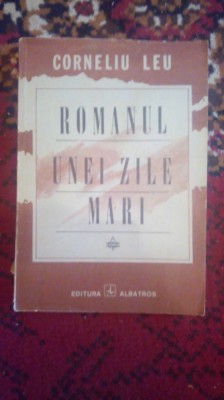 CORNELIU LEU
ROMANUL
UNEI ZILE
MARI
EDITURA ALBATROS